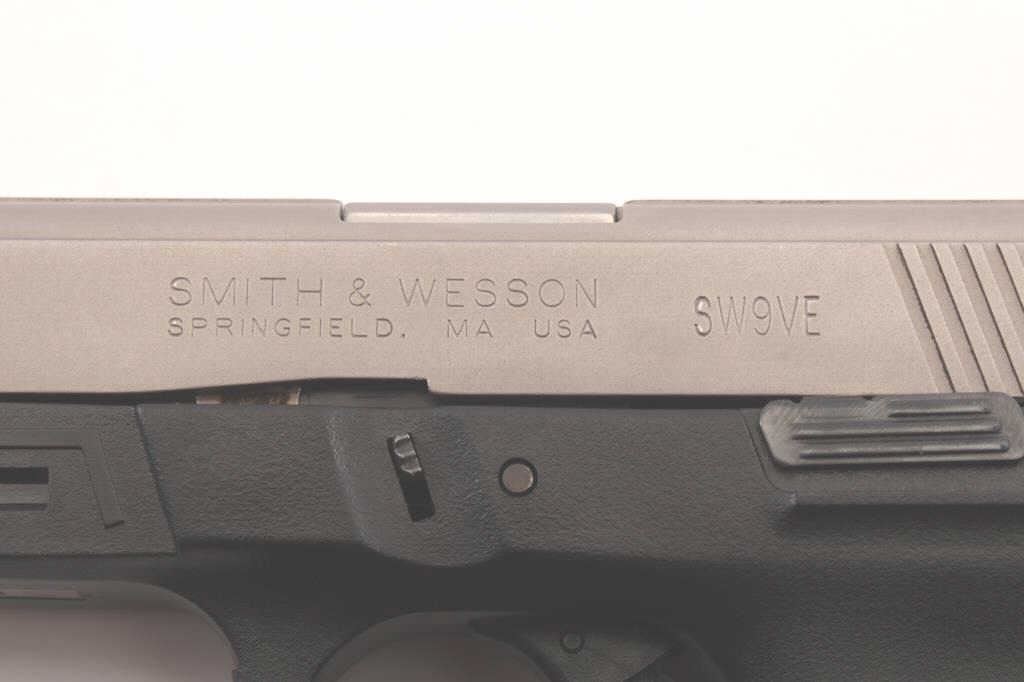 SMITH & WESSON
SPRINGFIELD, MA USA
SW9VE